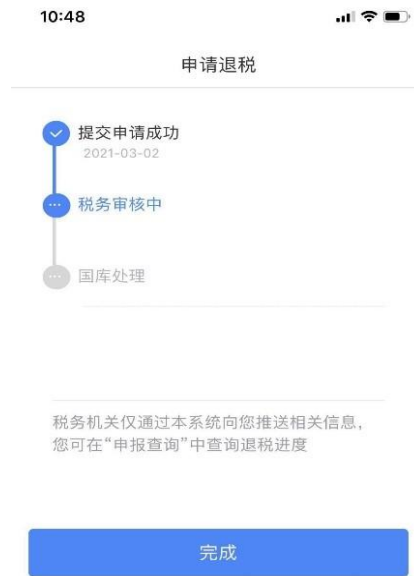 10:48
申请退税
提交申请成功
2021-03-02
税务审核中
国库处理
税务机关仅通过本系统向您推送相关信息，
您可在“申报查询”中查询退税进度
完成